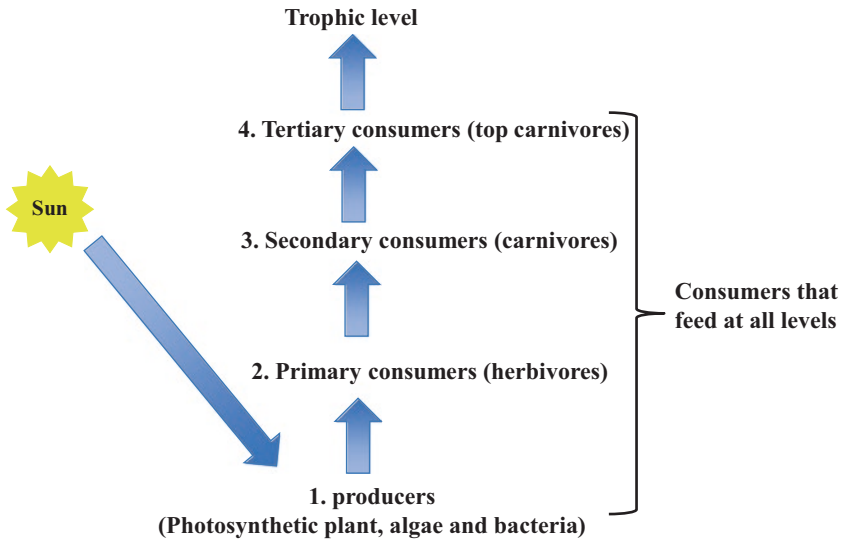 Trophic level
4. Tertiary consumers (top carnivores)
Sun
3. Secondary consumers (carnivores)
Consumers that
feed at all levels
2. Primary consumers (herbivores)
1. producers
(Photosynthetic plant, algae and bacteria)